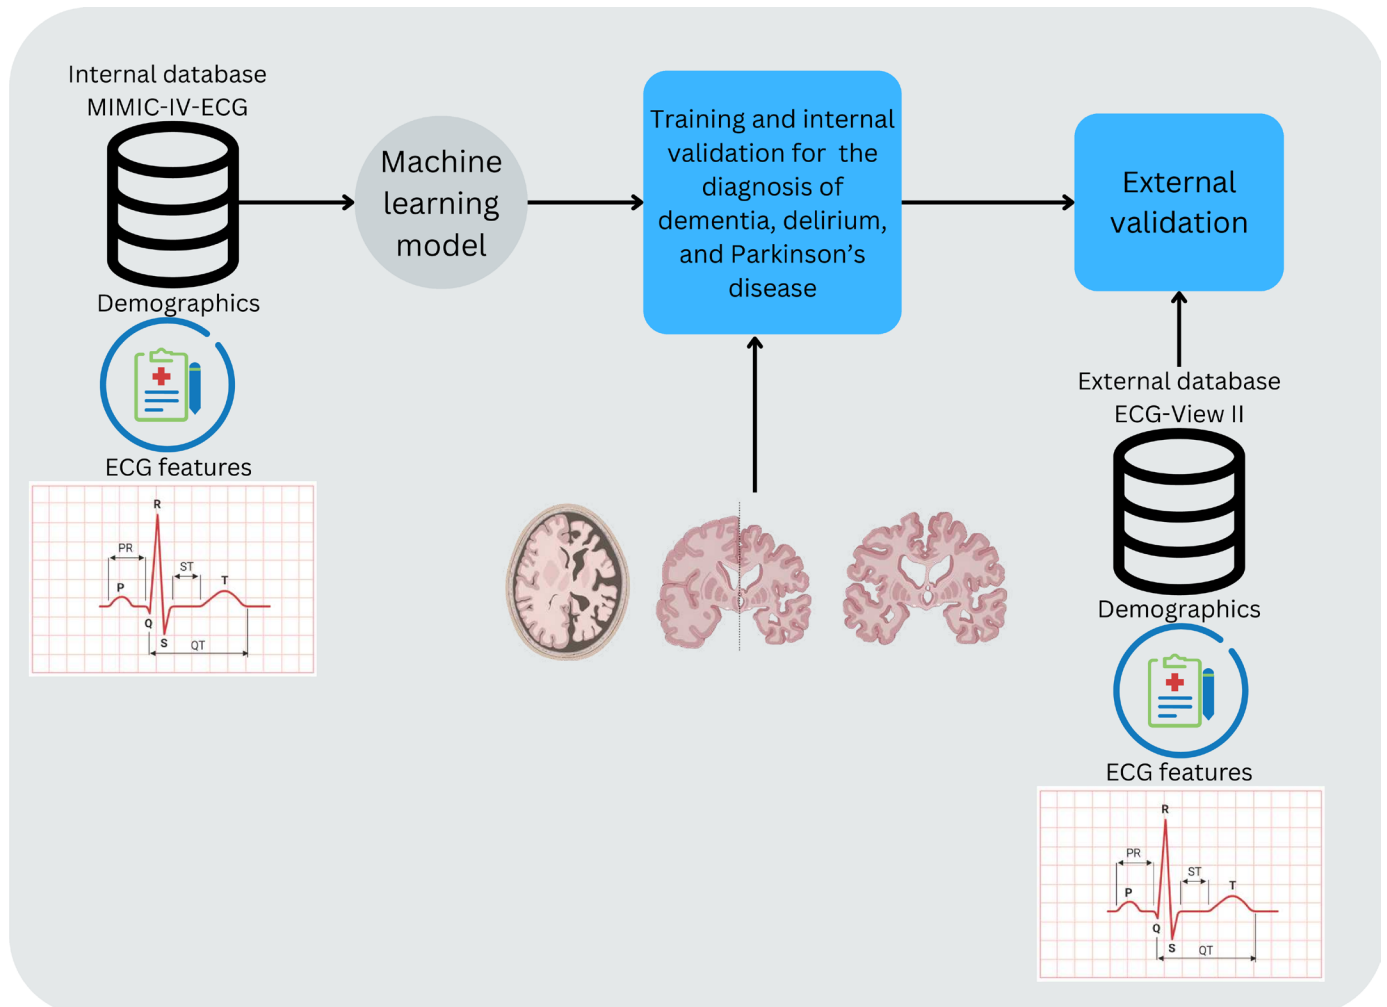 Internal database
MIMIC-IV-ECG
Demographics
ECG features
R
PR
ST
P
T
Q
S
QT
Machine
learning
model
Training and internal
validation for the
diagnosis of
dementia, delirium,
and Parkinson’s
disease
External
validation
External database
ECG-View II
Demographics
ECG features
R
PR
ST
P
T
Q
S
QT